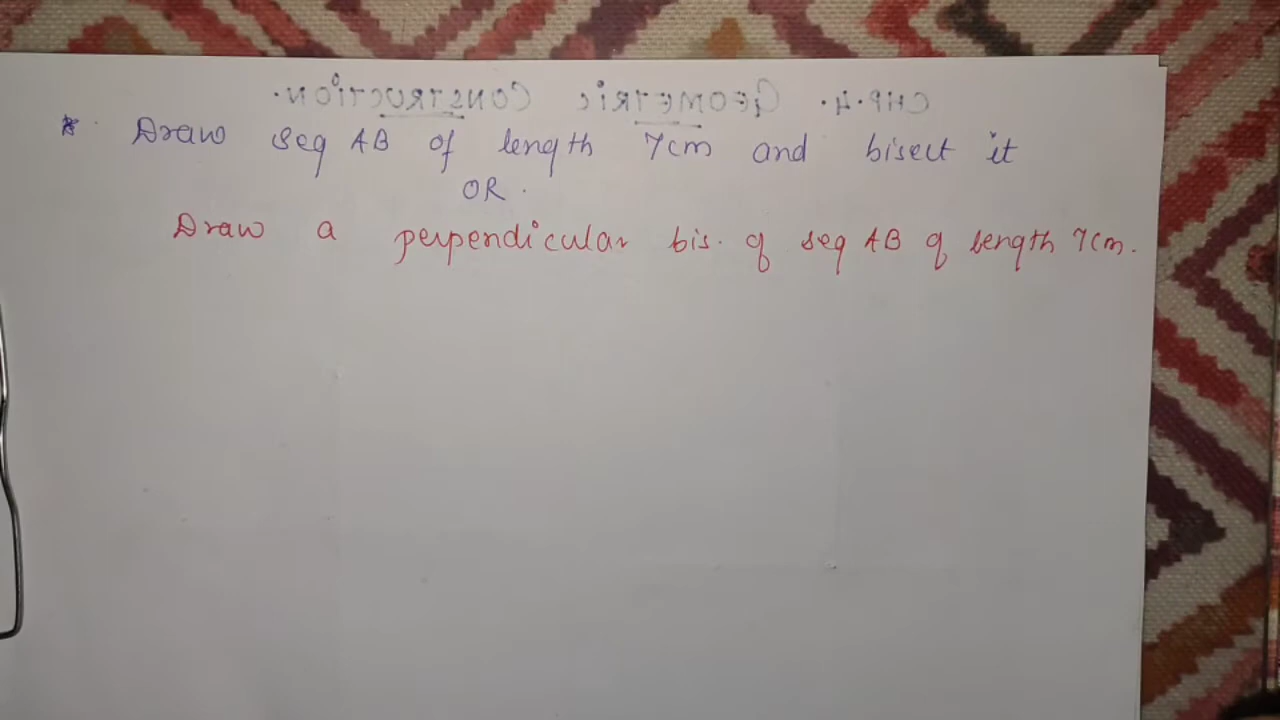 CHP.4. GEOMETRIC CONSTRUCTION.
* Draw seg AB of length 7cm and bisect it
OR.
Draw a perpendicular bis. of seg AB of length 7cm.